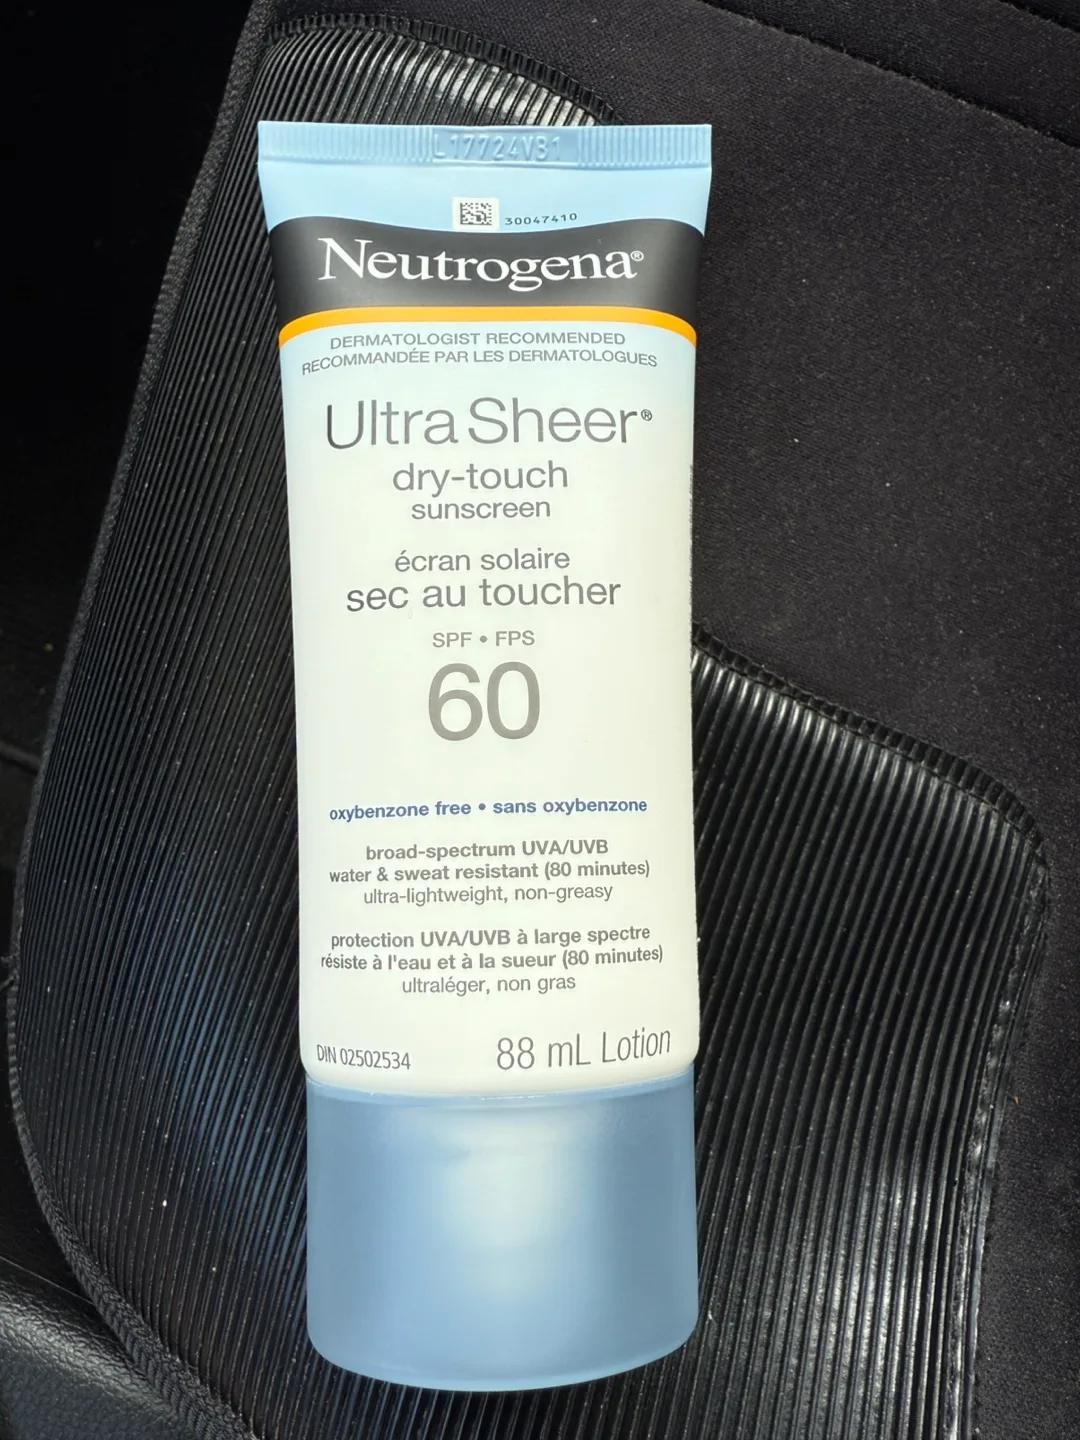 L17724VB1
30047410
Neutrogena®
DERMATOLOGIST RECOMMENDED
RECOMMANDÉE PAR LES DERMATOLOGUES
Ultra Sheer®
dry-touch
sunscreen
écran solaire
sec au toucher
SPF • FPS
60
oxybenzone free • sans oxybenzone
broad-spectrum UVA/UVB
water & sweat resistant (80 minutes)
ultra-lightweight, non-greasy
protection UVA/UVB à large spectre
résiste à l'eau et à la sueur (80 minutes)
ultraléger, non gras
DIN 02502534 88 mL Lotion